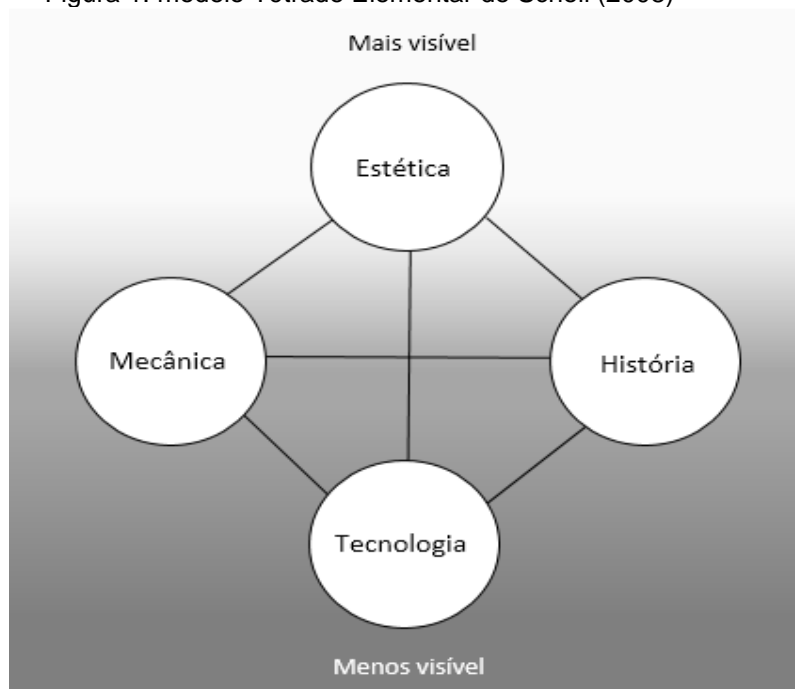 Mais visível
Estética
Mecânica
História
Tecnologia
Menos visível